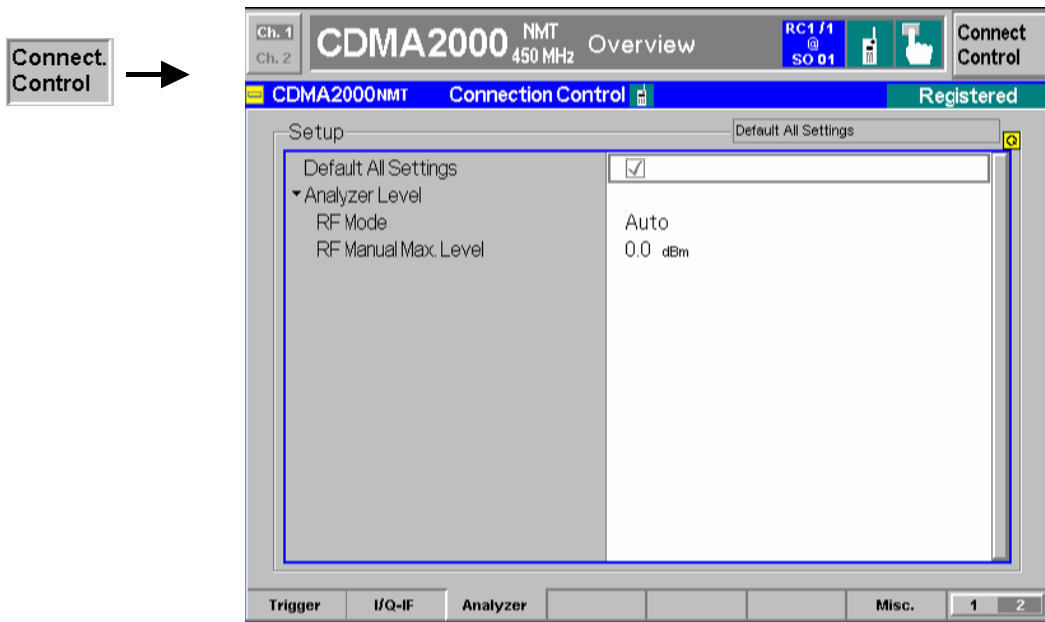 Connect.
Control
Ch. 1
Ch. 2
CDMA2000 NMT 450 MHz Overview
RC1 /1
@
SO 01
Connect
Control
CDMA2000NMT Connection Control Registered
Setup Default All Settings
Default All Settings
Analyzer Level
RF Mode Auto
RF Manual Max. Level 0.0 dBm
Trigger I/Q-IF Analyzer Misc. 1 2